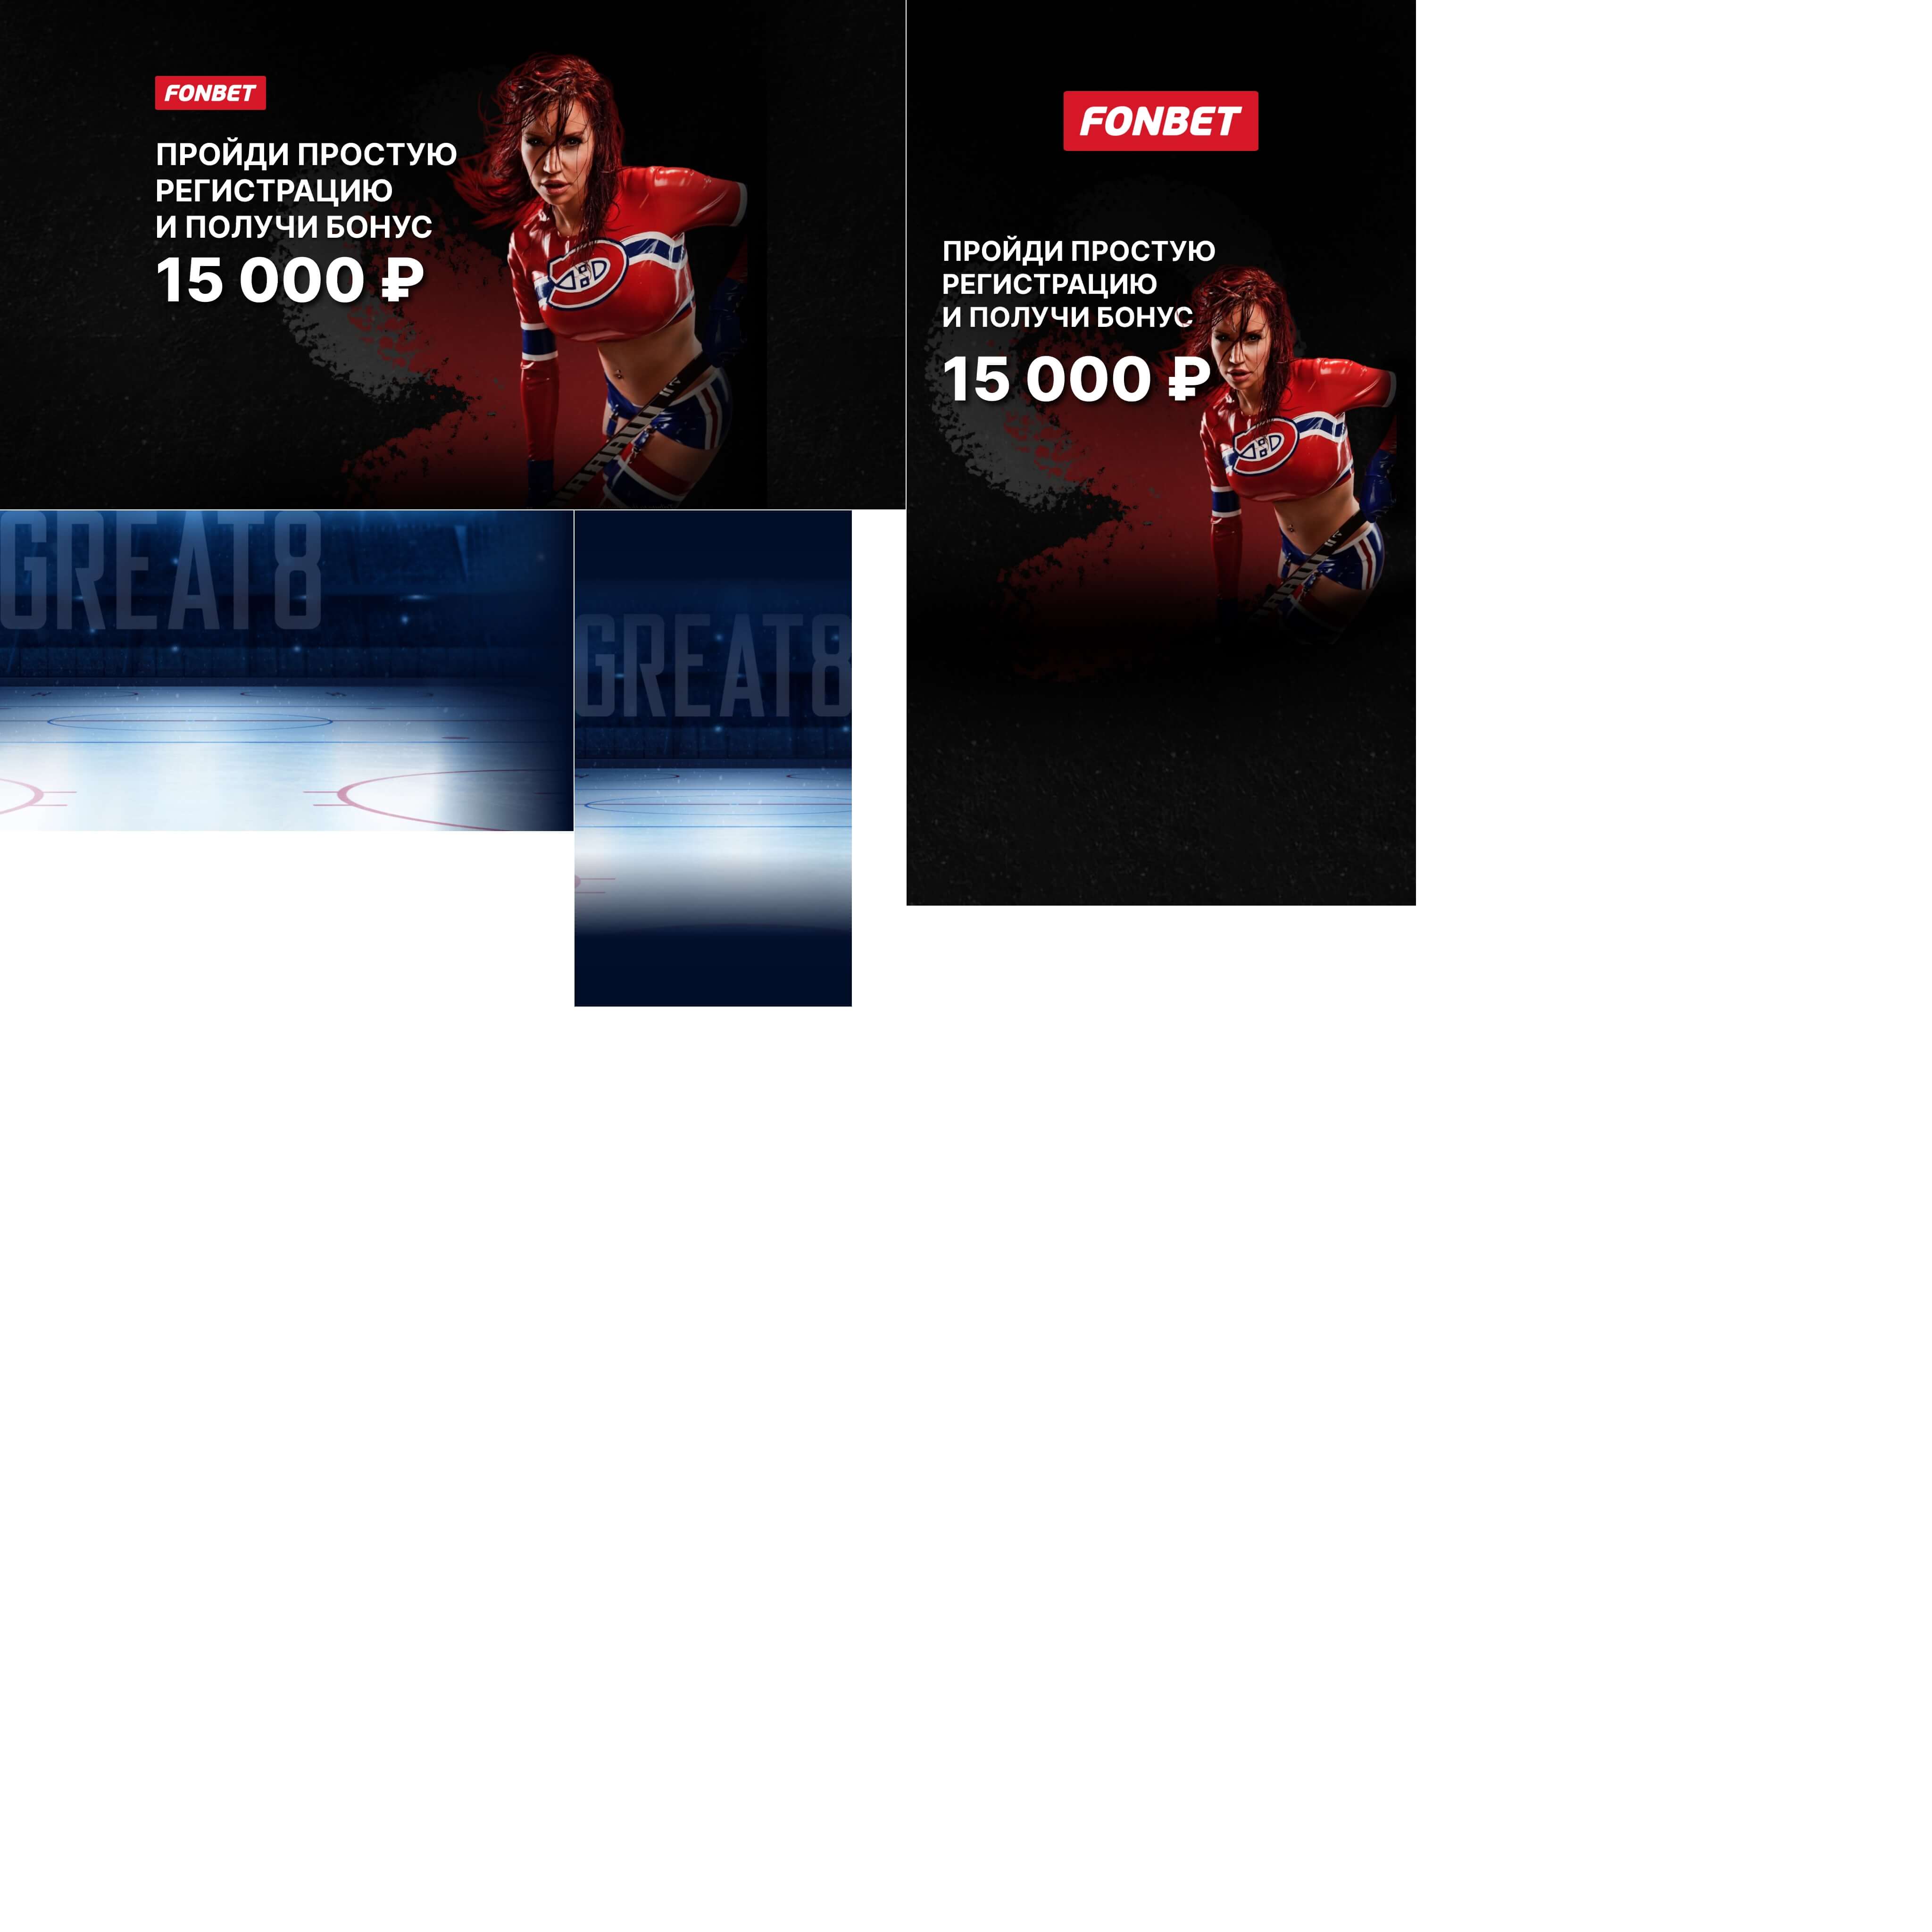 FONBET
ПРОЙДИ ПРОСТУЮ
РЕГИСТРАЦИЮ
И ПОЛУЧИ БОНУС
15 000 ₽
FONBET
ПРОЙДИ ПРОСТУЮ
РЕГИСТРАЦИЮ
И ПОЛУЧИ БОНУС
15 000 ₽
GREAT8
GREAT8